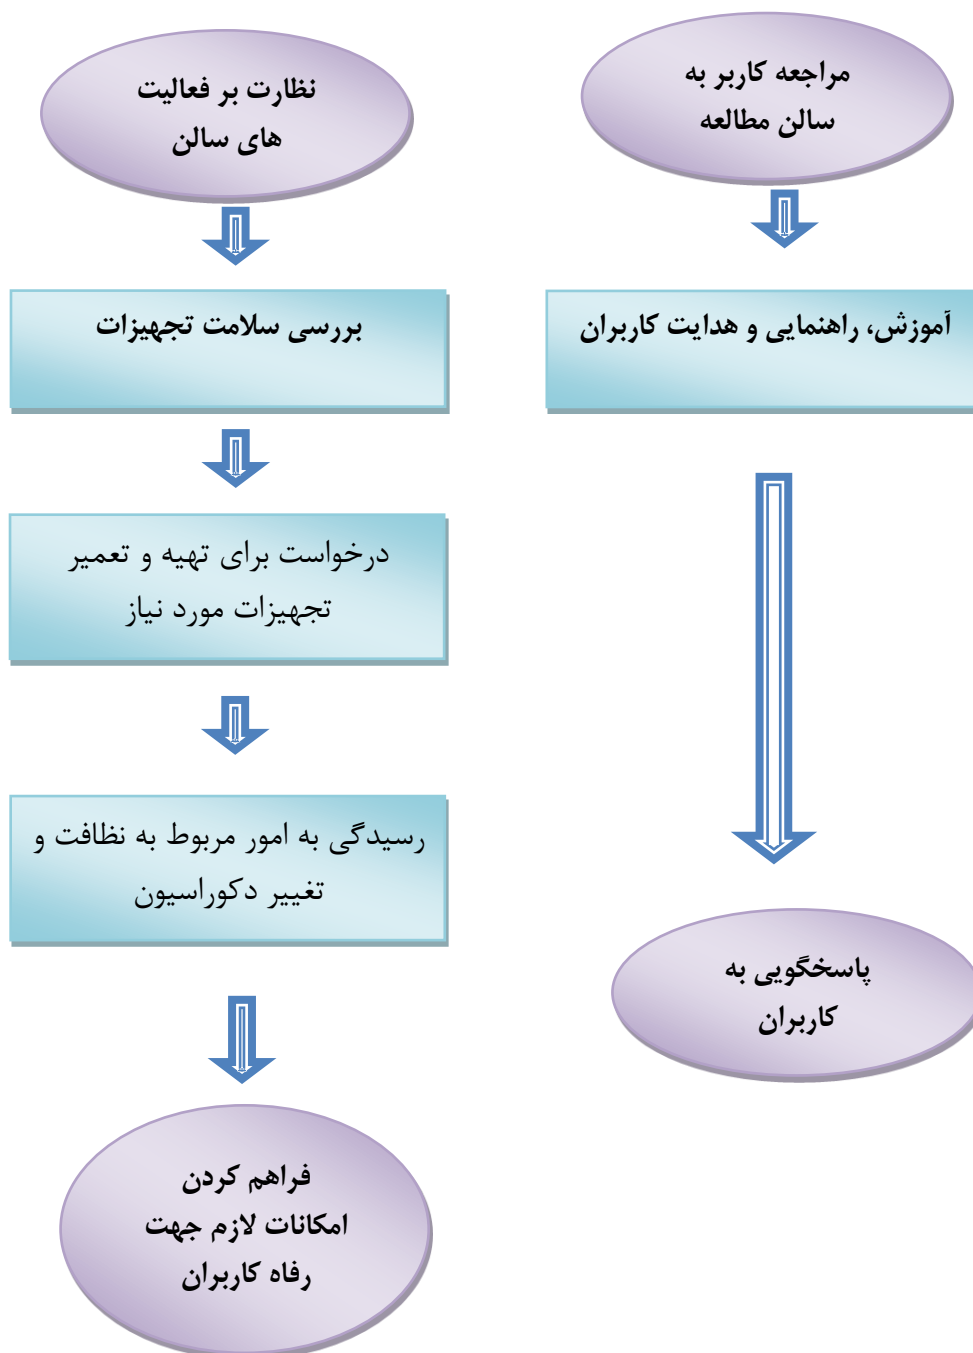 مراجعه کاربر به
سالن مطالعه
آموزش، راهنمایی و هدایت کاربران
پاسخگویی به
کاربران
نظارت بر فعالیت
های سالن
بررسی سلامت تجهیزات
درخواست برای تهیه و تعمیر
تجهیزات مورد نیاز
رسیدگی به امور مربوط به نظافت و
تغییر دکوراسیون
فراهم کردن
امکانات لازم جهت
رفاه کاربران